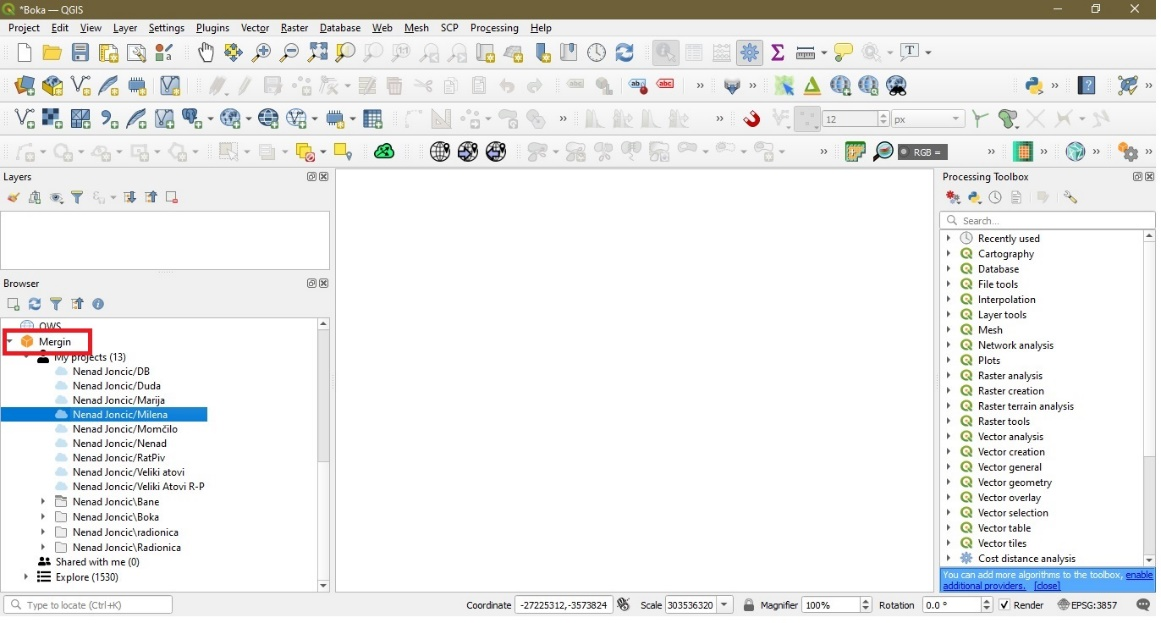 *Boka — QGIS
Project Edit View Layer Settings Plugins Vector Raster Database Web Mesh SCP Processing Help
12 px
RGB =
Layers
Processing Toolbox
Search...
Recently used
Cartography
Database
File tools
Interpolation
Layer tools
Mesh
Network analysis
Plots
Raster analysis
Raster creation
Raster terrain analysis
Raster tools
Vector analysis
Vector creation
Vector general
Vector geometry
Vector overlay
Vector selection
Vector table
Vector tiles
Cost distance analysis
You can add more algorithms to the toolbox, enable
additional providers. [close]
Browser
OWS
Mergin
My projects (13)
Nenad Joncic/DB
Nenad Joncic/Duda
Nenad Joncic/Marija
Nenad Joncic/Milena
Nenad Joncic/Momčilo
Nenad Joncic/Nenad
Nenad Joncic/RatPiv
Nenad Joncic/Veliki atovi
Nenad Joncic/Veliki Atovi R-P
Nenad Joncic\Bane
Nenad Joncic\Boka
Nenad Joncic\radionica
Nenad Joncic\Radionica
Shared with me (0)
Explore (1530)
Type to locate (Ctrl+K) Coordinate -27225312,-3573824 Scale 303536320 Magnifier 100% Rotation 0.0 ° Render EPSG:3857